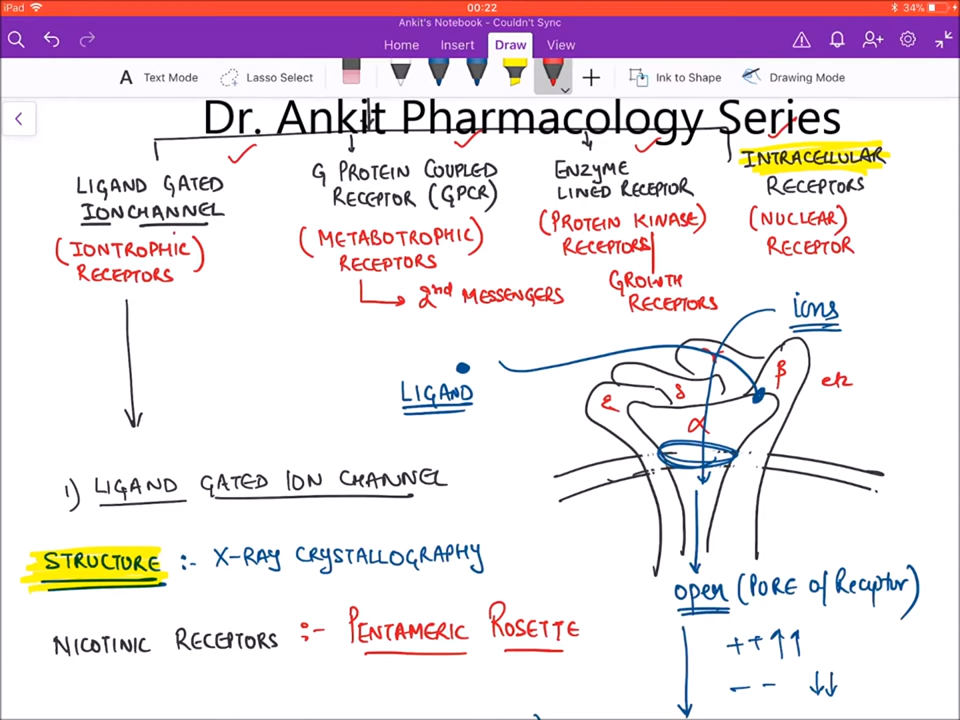 iPad
00:22
34%
Ankit's Notebook - Couldn't Sync
Home Insert Draw View
A Text Mode Lasso Select Ink to Shape Drawing Mode
Dr. Ankit Pharmacology Series
LIGAND GATED
ION CHANNEL
(IONTROPHIC
RECEPTORS)
G PROTEIN COUPLED
RECEPTOR (GPCR)
(METABOTROPHIC
RECEPTORS)
2nd MESSENGERS
ENZYME
LINED RECEPTOR
(PROTEIN KINASE)
RECEPTORS
GROWTH
RECEPTORS
INTRACELLULAR
RECEPTORS
(NUCLEAR)
RECEPTOR
ions
LIGAND
γ
β
etc
δ
ε
α
1) LIGAND GATED ION CHANNEL
STRUCTURE :- X-RAY CRYSTALLOGRAPHY
open (PORE of Receptor)
NICOTINIC RECEPTORS :- PENTAMERIC ROSETTE
++ ↑↑
-- ↓↓